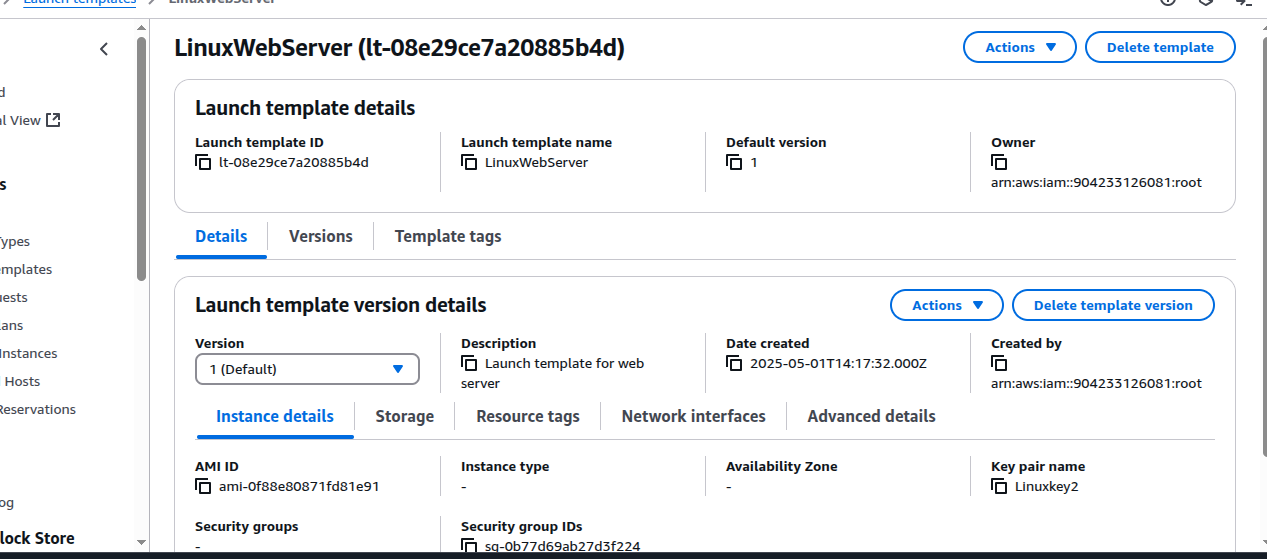 Launch templates > LinuxWebServer
LinuxWebServer (lt-08e29ce7a20885b4d)
Actions
Delete template
d
al View
s
Types
emplates
uests
lans
Instances
Hosts
Reservations
og
lock Store
Launch template details
Launch template ID
lt-08e29ce7a20885b4d
Launch template name
LinuxWebServer
Default version
1
Owner
arn:aws:iam::904233126081:root
Details
Versions
Template tags
Launch template version details
Actions
Delete template version
Version
1 (Default)
Description
Launch template for web
server
Date created
2025-05-01T14:17:32.000Z
Created by
arn:aws:iam::904233126081:root
Instance details
Storage
Resource tags
Network interfaces
Advanced details
AMI ID
ami-0f88e80871fd81e91
Instance type
-
Availability Zone
-
Key pair name
Linuxkey2
Security groups
-
Security group IDs
sg-0b77d69ab27d3f224